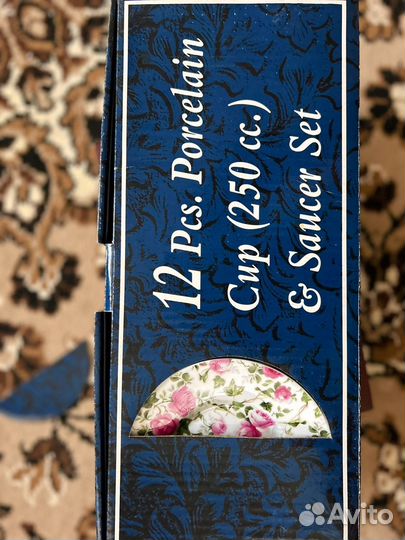 12 Pcs. Porcelain
Cup (250 cc.)
& Saucer Set
Avito